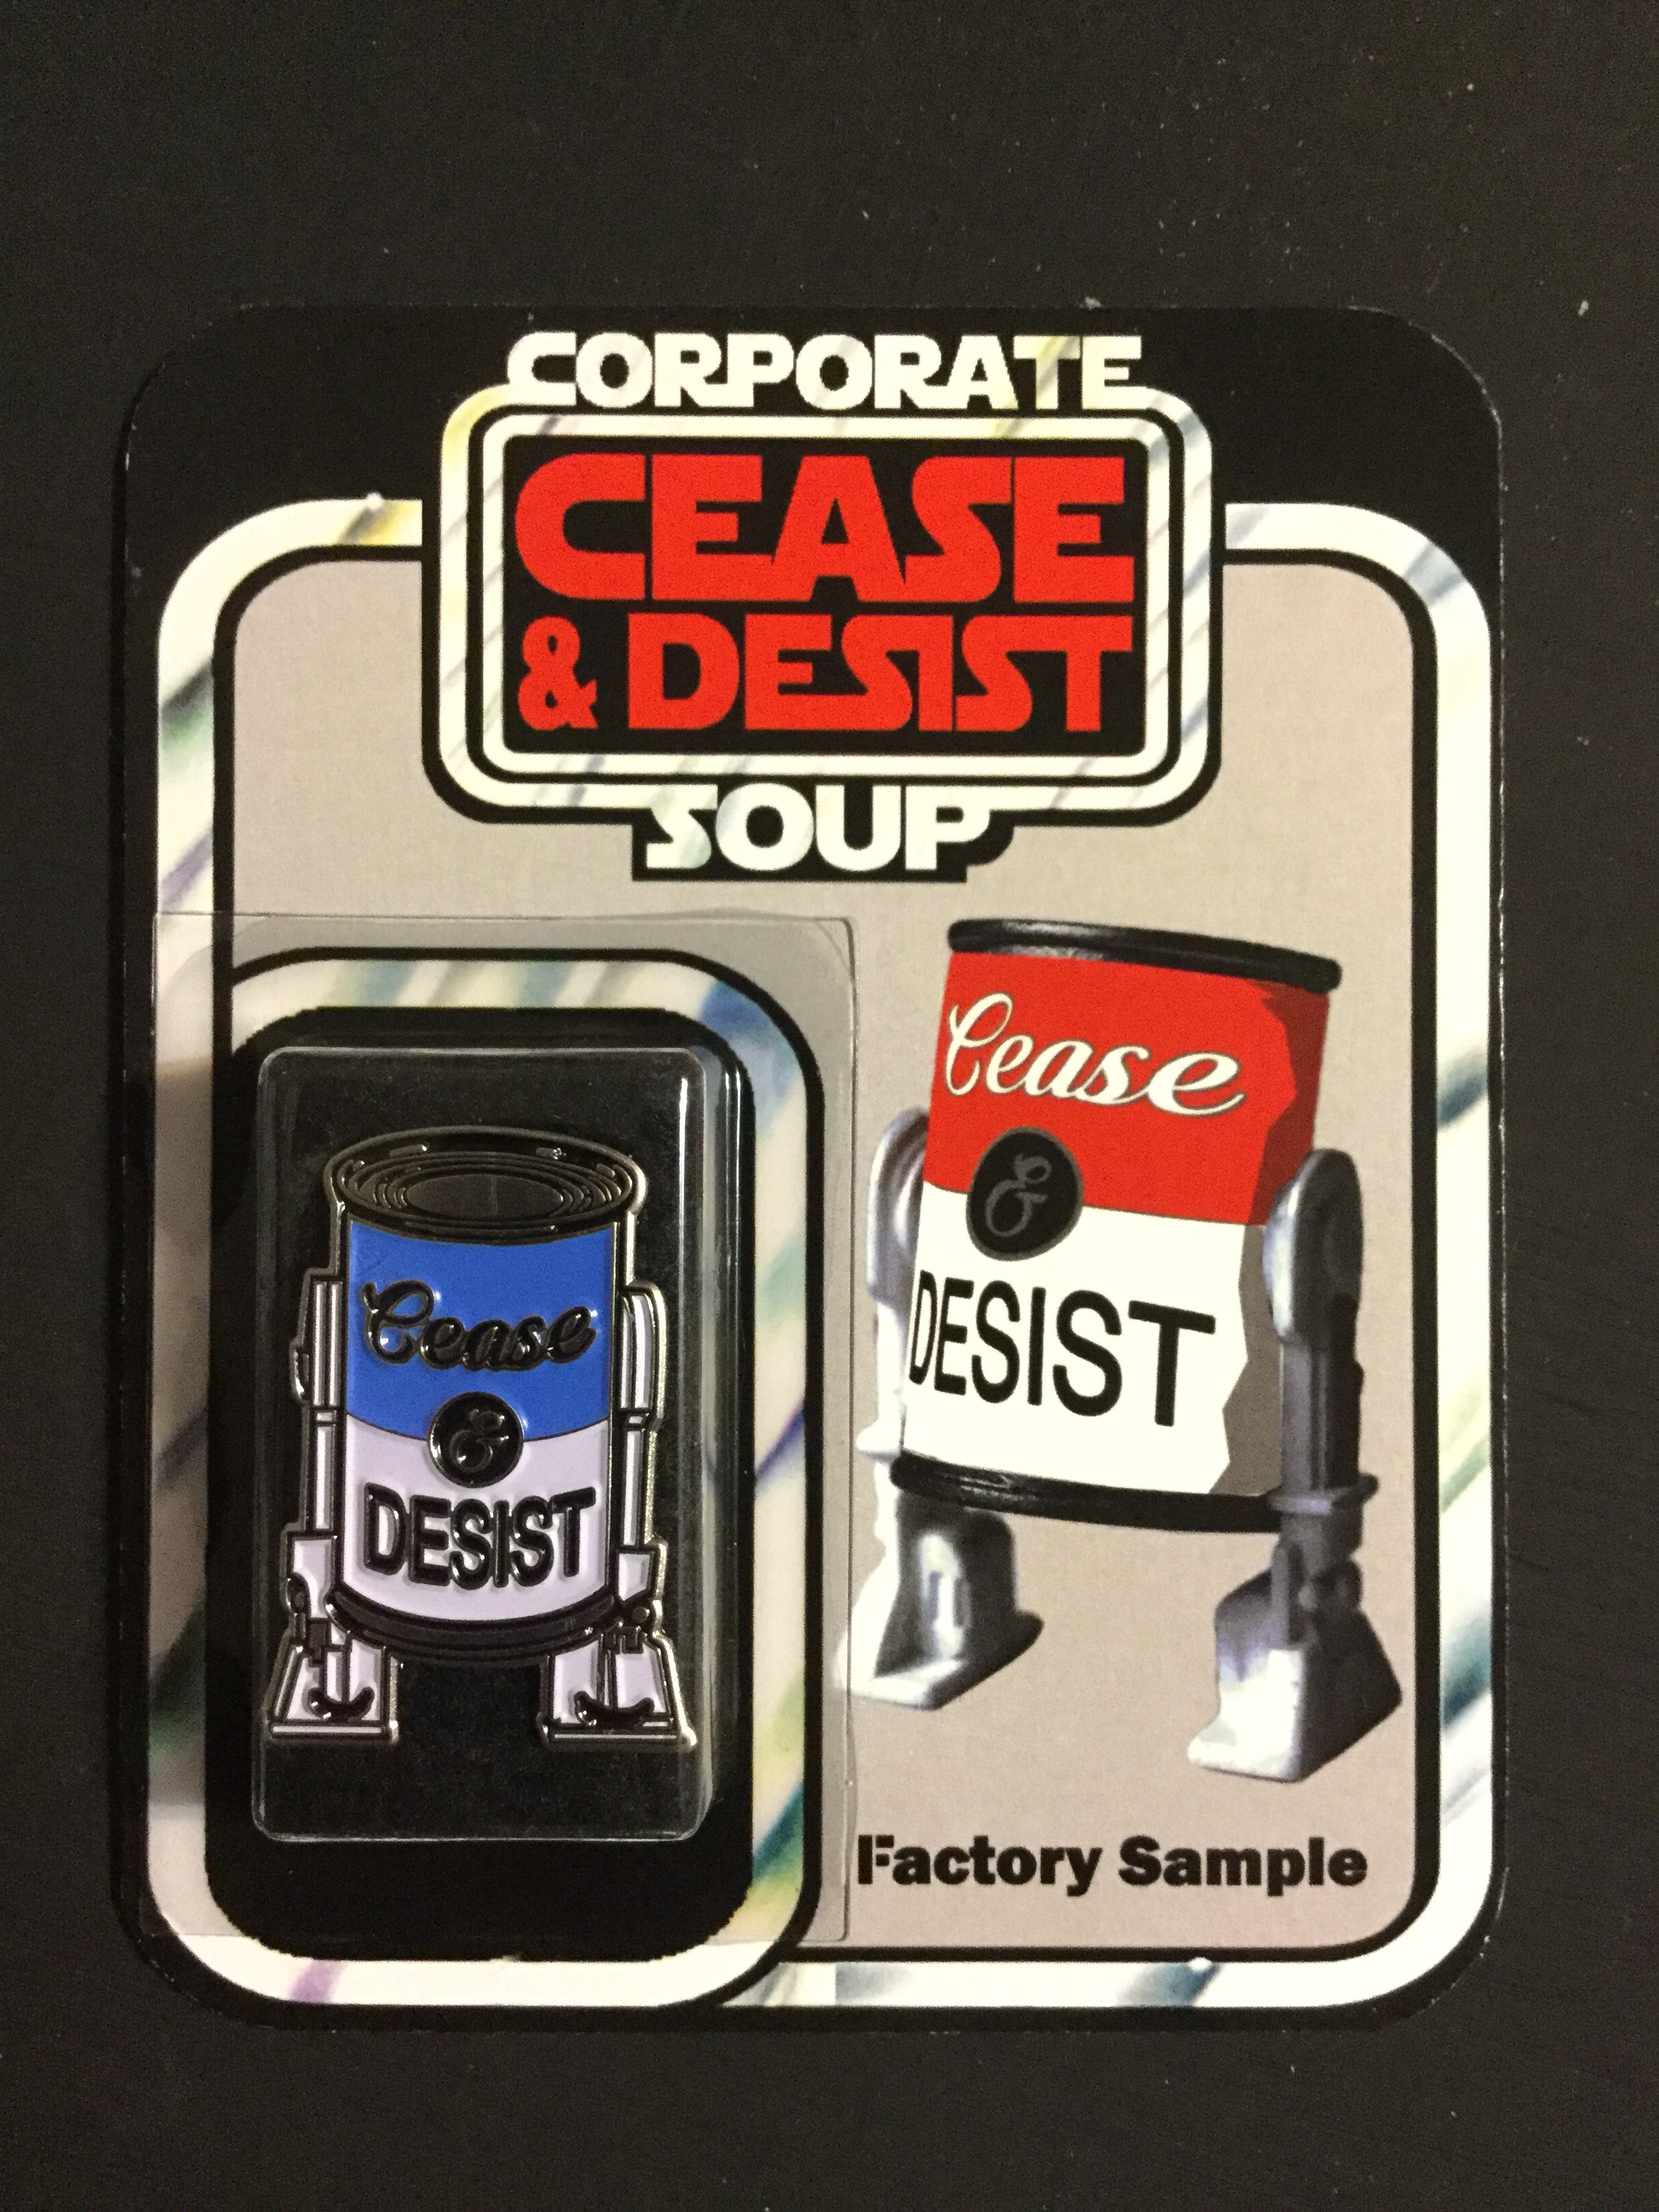 CORPORATE
CEASE
& DESIST
SOUP
Cease
&
DESIST
Cease
&
DESIST
Factory Sample